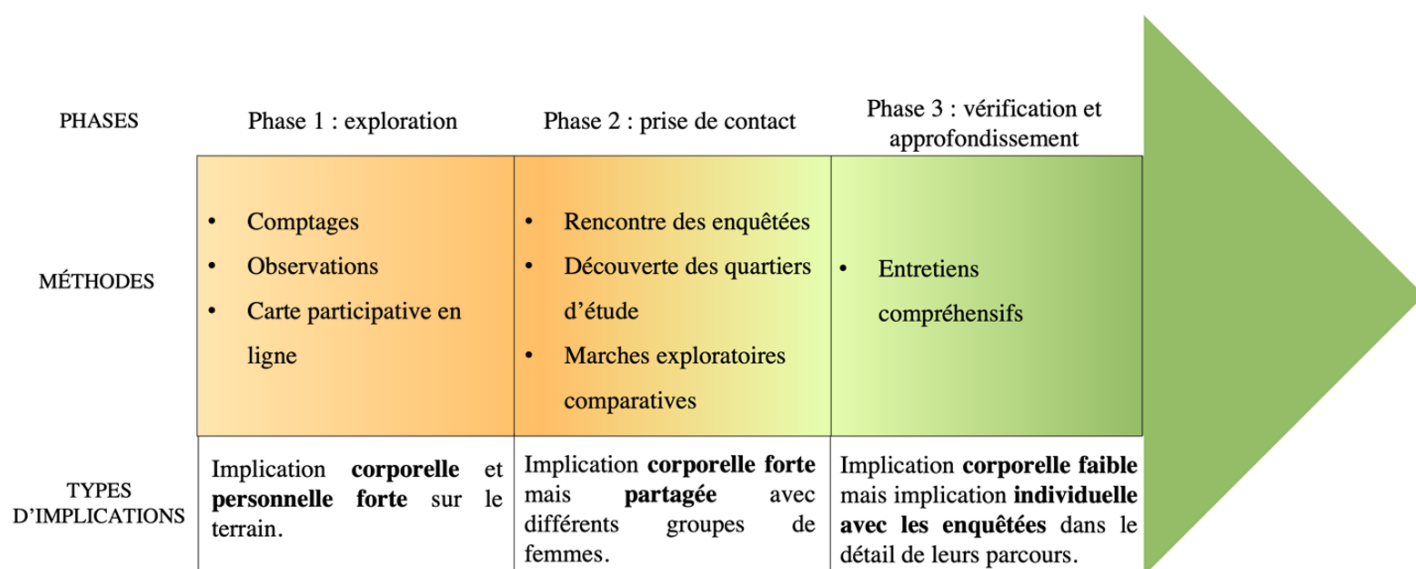 PHASES
Phase 1 : exploration
Phase 2 : prise de contact
Phase 3 : vérification et
approfondissement
MÉTHODES
• Comptages
• Observations
• Carte participative en
ligne
• Rencontre des enquêtées
• Découverte des quartiers
d’étude
• Marches exploratoires
comparatives
• Entretiens
compréhensifs
TYPES
D’IMPLICATIONS
Implication corporelle et
personnelle forte sur le
terrain.
Implication corporelle forte
mais partagée avec
différents groupes de
femmes.
Implication corporelle faible
mais implication individuelle
avec les enquêtées dans le
détail de leurs parcours.